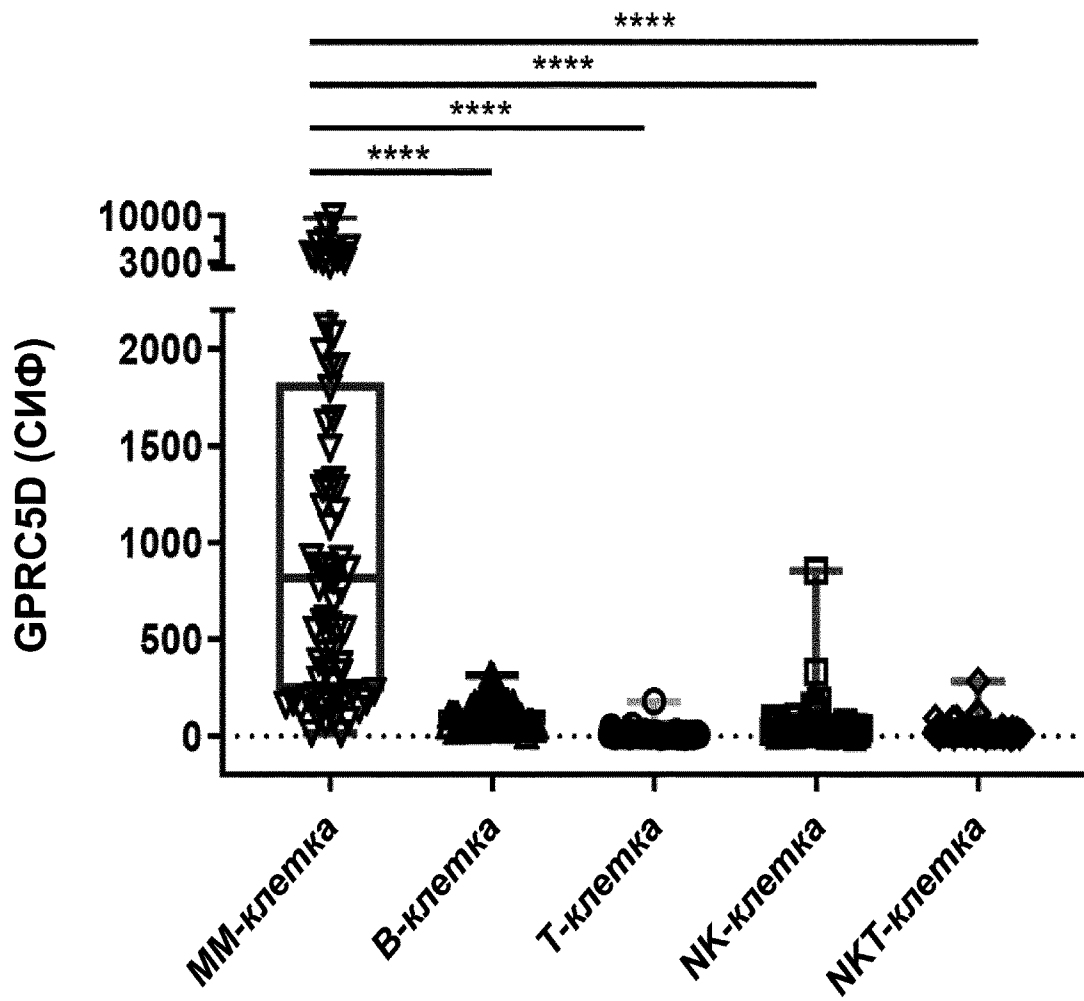 ****
****
****
****
10000
3000
2000
1500
1000
500
0
GPRC5D (СИФ)
ММ-клетка
В-клетка
Т-клетка
NK-клетка
NKT-клетка